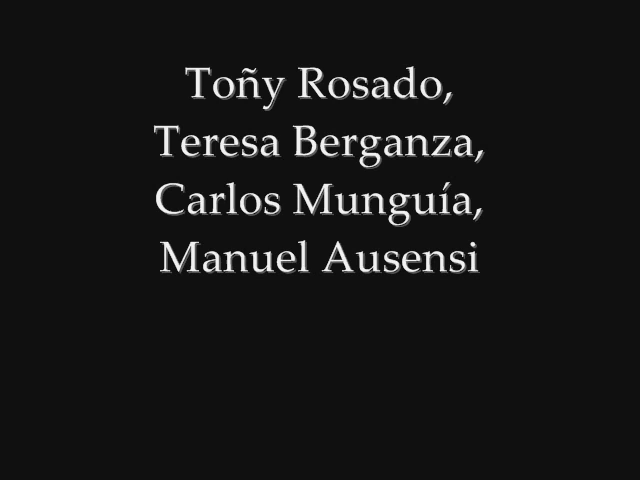 Toñy Rosado,
Teresa Berganza,
Carlos Munguía,
Manuel Ausensi